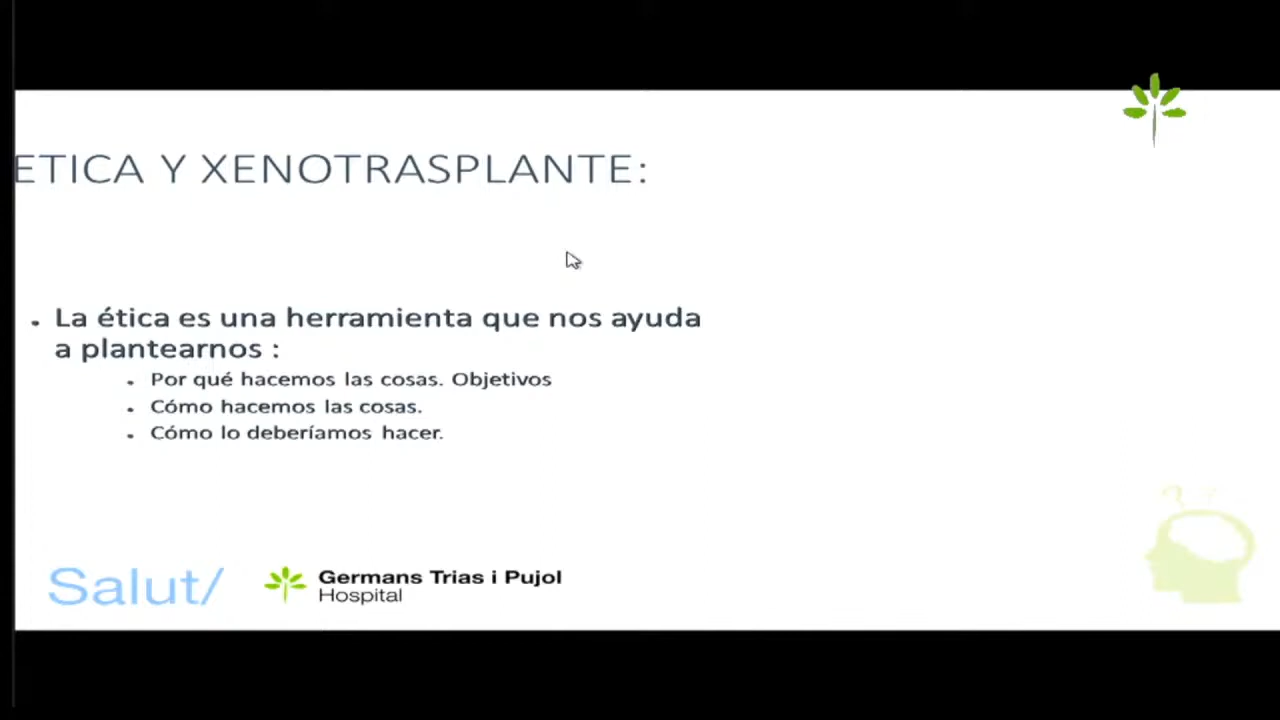 ETICA Y XENOTRASPLANTE:
• La ética es una herramienta que nos ayuda
a plantearnos :
• Por qué hacemos las cosas. Objetivos
• Cómo hacemos las cosas.
• Cómo lo deberíamos hacer.
Salut/
Germans Trias i Pujol
Hospital